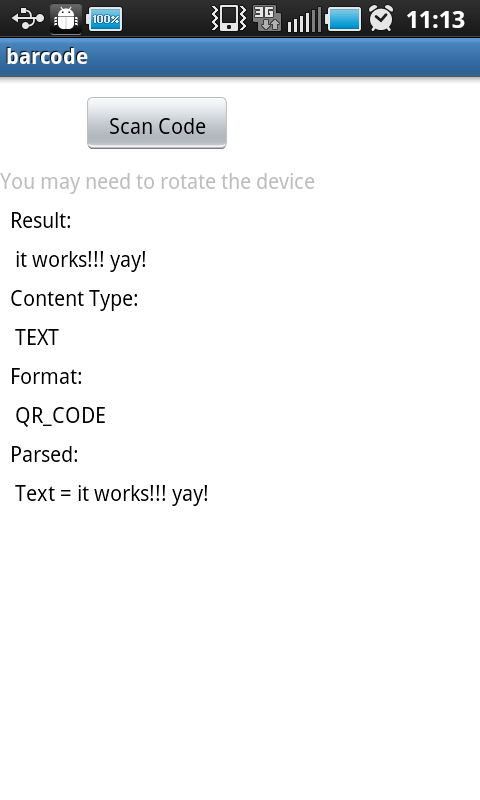 100% 3G 11:13
barcode
Scan Code
You may need to rotate the device
Result:
it works!!! yay!
Content Type:
TEXT
Format:
QR_CODE
Parsed:
Text = it works!!! yay!